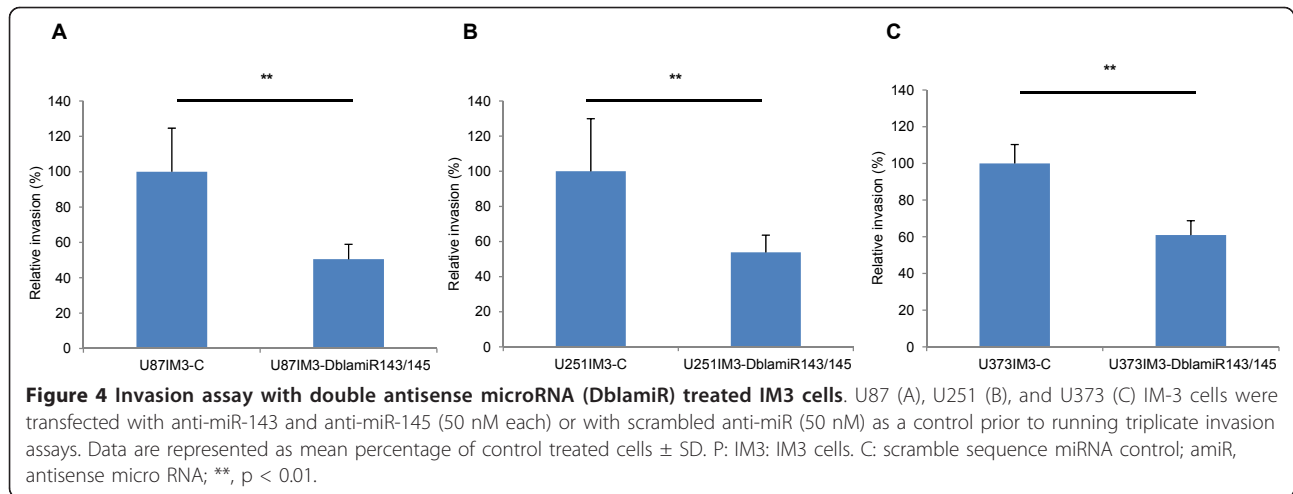 A
B
C
**
**
**
Relative invasion (%)
140
120
100
80
60
40
20
0
U87IM3-C
U87IM3-DblamiR143/145
Relative invasion (%)
140
120
100
80
60
40
20
0
U251IM3-C
U251IM3-DblamiR143/145
Relative invasion (%)
140
120
100
80
60
40
20
0
U373IM3-C
U373IM3-DblamiR143/145
Figure 4 Invasion assay with double antisense microRNA (DblamiR) treated IM3 cells. U87 (A), U251 (B), and U373 (C) IM-3 cells were
transfected with anti-miR-143 and anti-miR-145 (50 nM each) or with scrambled anti-miR (50 nM) as a control prior to running triplicate invasion
assays. Data are represented as mean percentage of control treated cells ± SD. P: IM3: IM3 cells. C: scramble sequence miRNA control; amiR,
antisense micro RNA; **, p < 0.01.